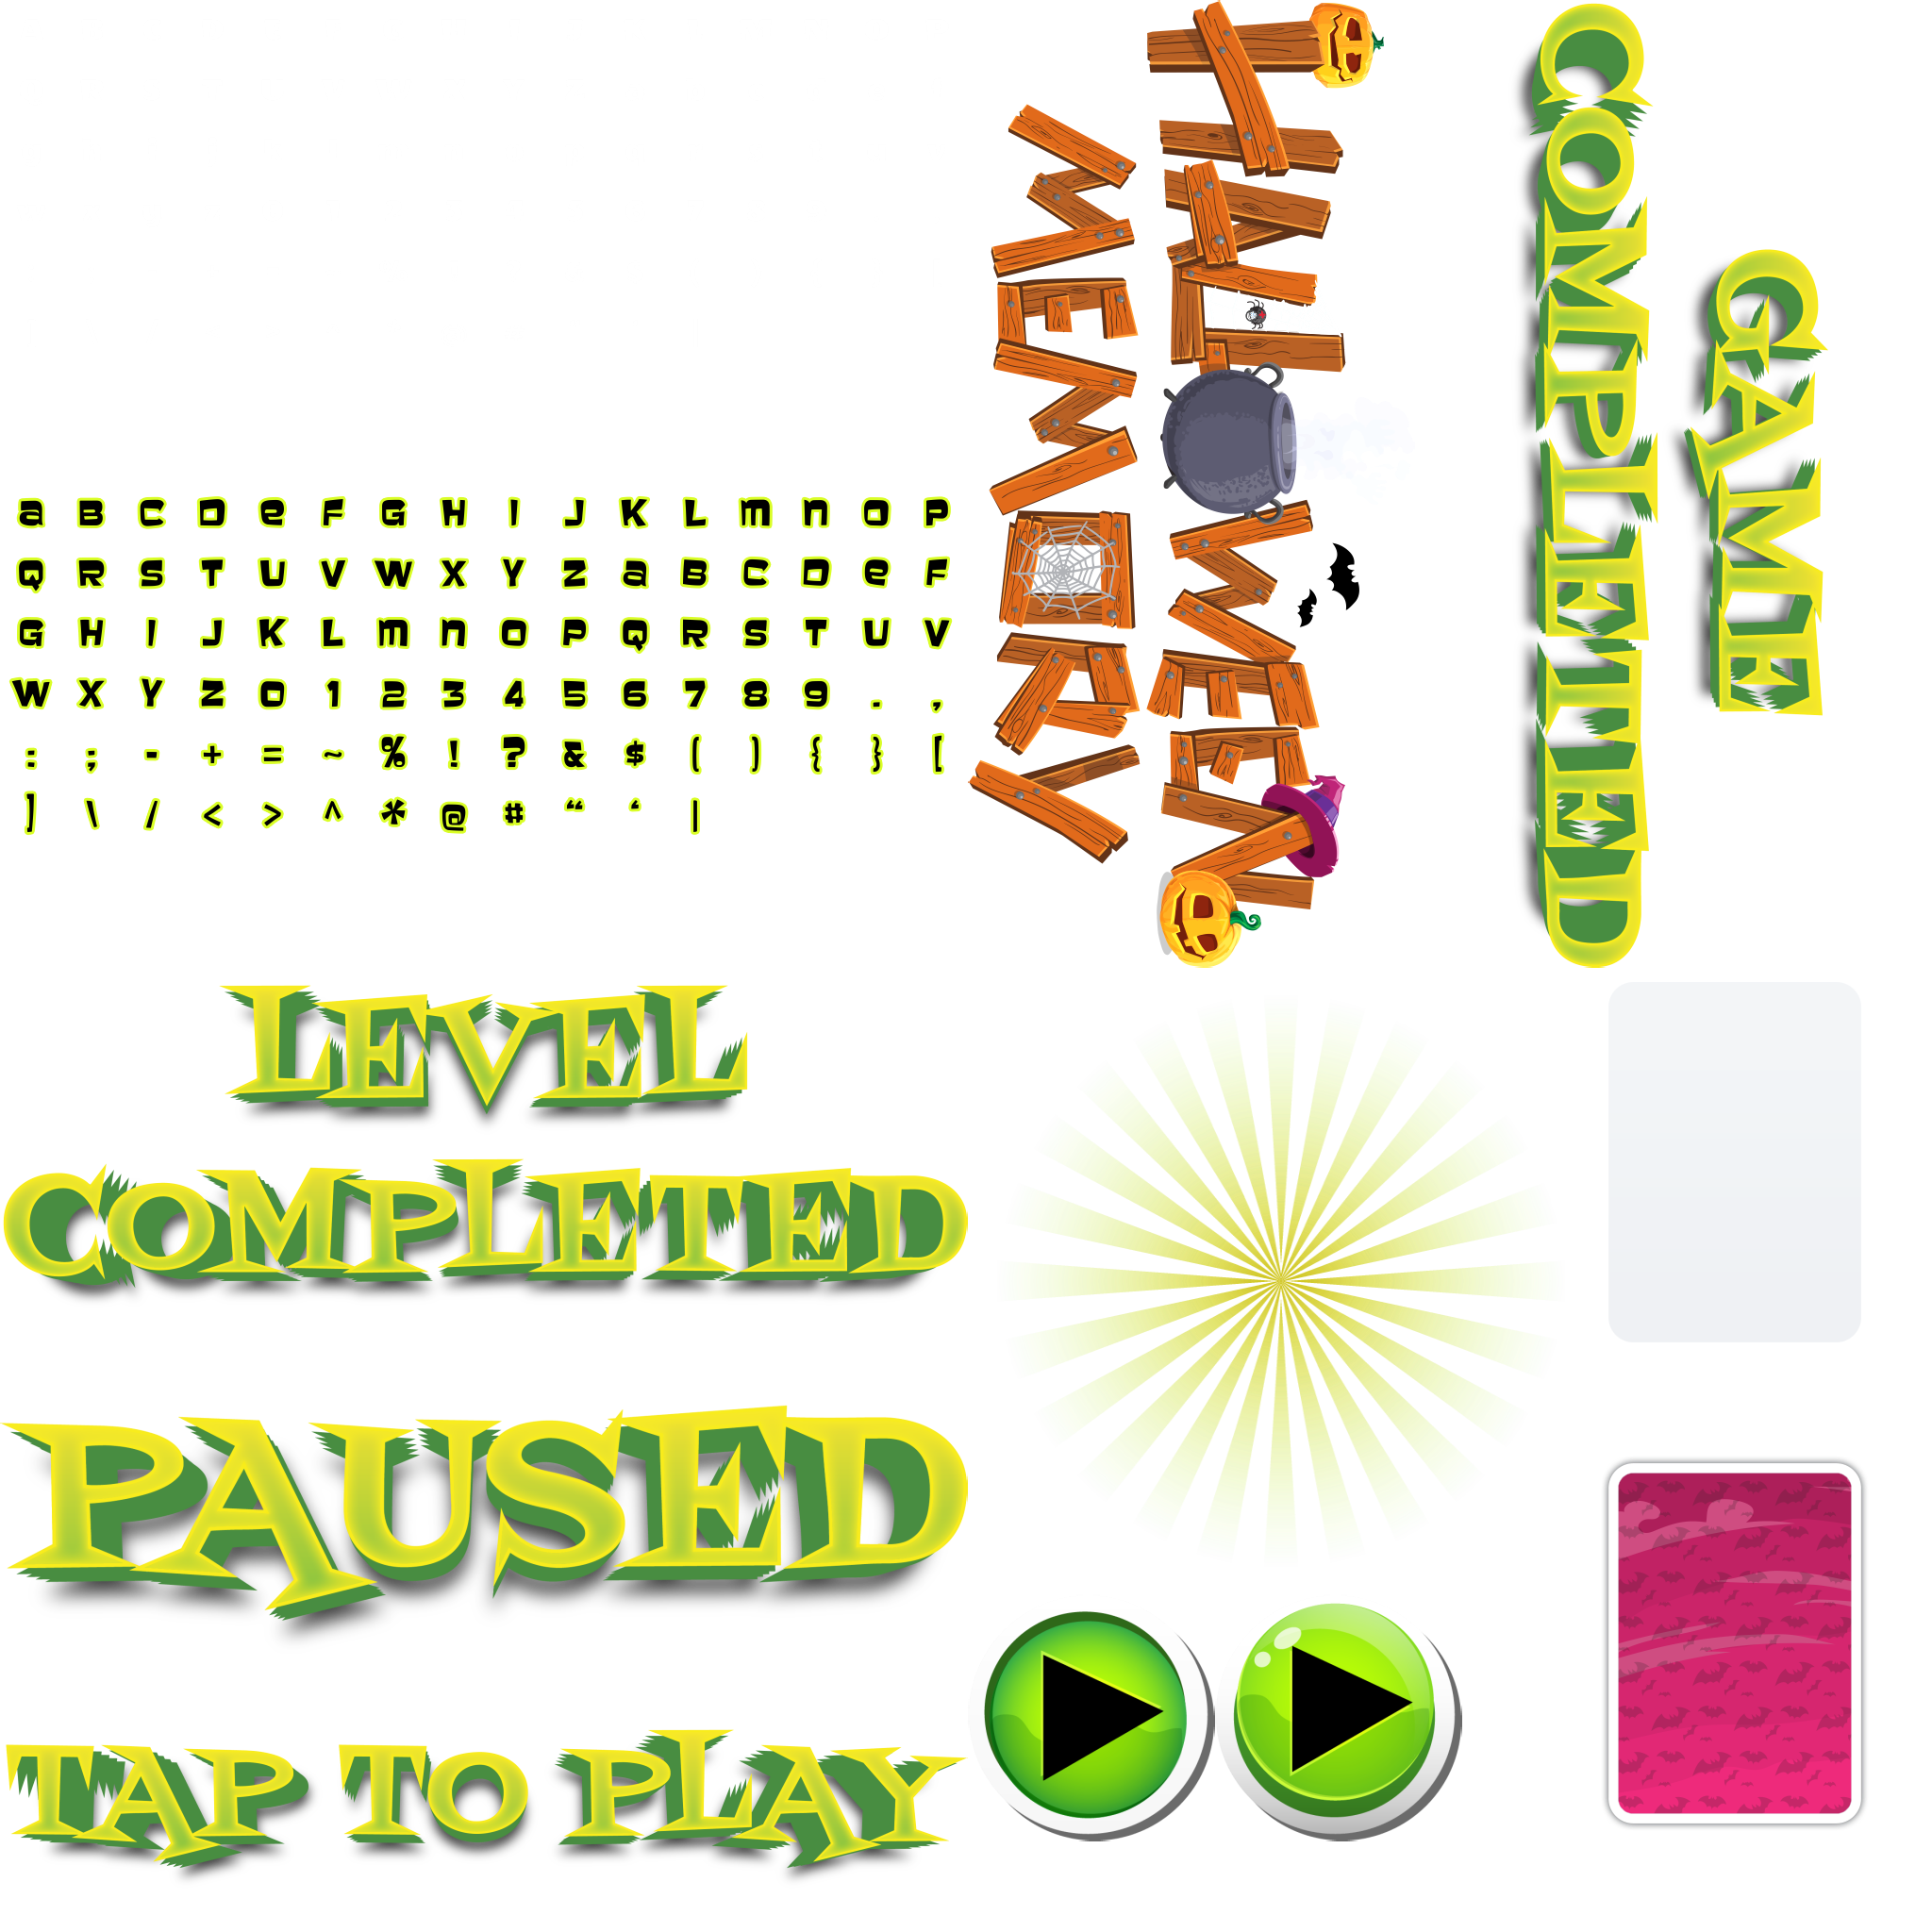 a B C D e F G H I J K L m n O P
Q R S T U V W X Y Z a B C D e F
G H I J K L m n O P Q R S T U V
W X Y Z 0 1 2 3 4 5 6 7 8 9 . ,
: ; - + = ~ % ! ? & $ ( ) { } [
] \ / < > ^ * @ # “ ‘ |
HALLOWEEN
MEMORY
GAME
COMPLETED
LEVEL
COMPLETED
PAUSED
TAP TO PLAY